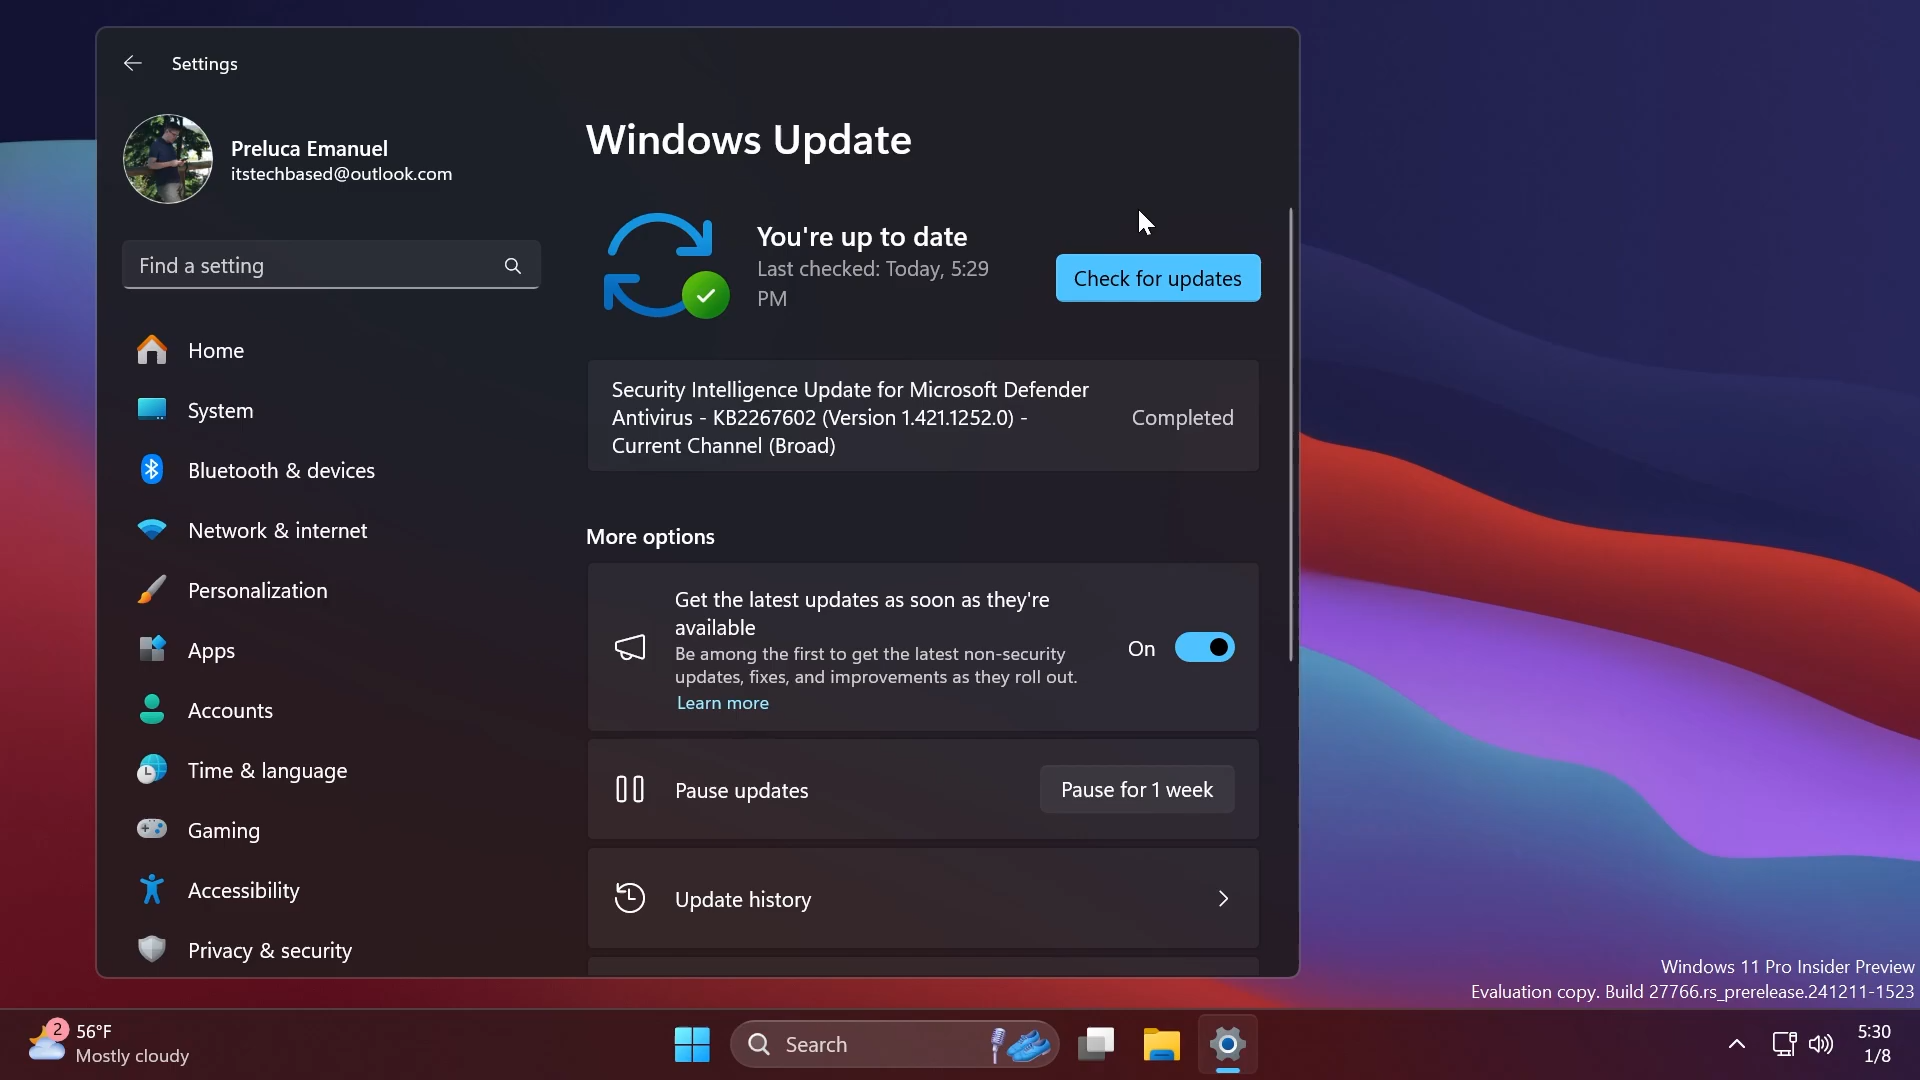 Settings
Preluca Emanuel
itstechbased@outlook.com
Find a setting
Home
System
Bluetooth & devices
Network & internet
Personalization
Apps
Accounts
Time & language
Gaming
Accessibility
Privacy & security
Windows Update
You're up to date
Last checked: Today, 5:29
PM
Check for updates
Security Intelligence Update for Microsoft Defender
Antivirus - KB2267602 (Version 1.421.1252.0) -
Current Channel (Broad)
Completed
More options
Get the latest updates as soon as they're
available
Be among the first to get the latest non-security
updates, fixes, and improvements as they roll out.
Learn more
On
Pause updates
Pause for 1 week
Update history
Windows 11 Pro Insider Preview
Evaluation copy. Build 27766.rs_prerelease.241211-1523
2
56°F
Mostly cloudy
Search
5:30
1/8